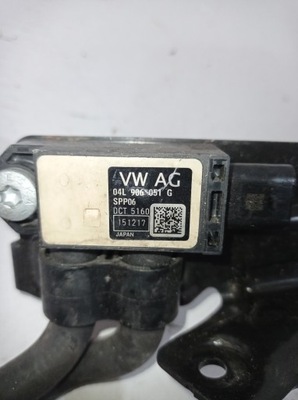 VW AG
04L 906 051 G
SPP06
DCT 5160
151217
JAPAN